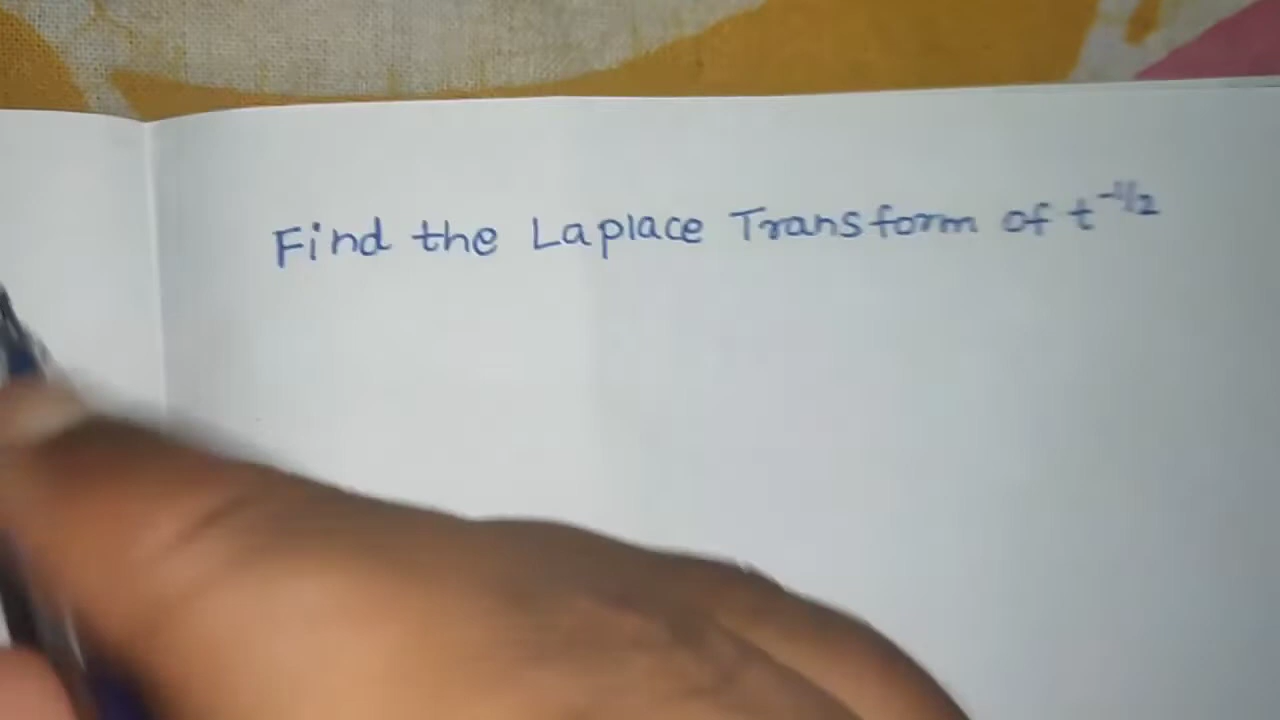 Find the Laplace Transform of t^{-1/2}